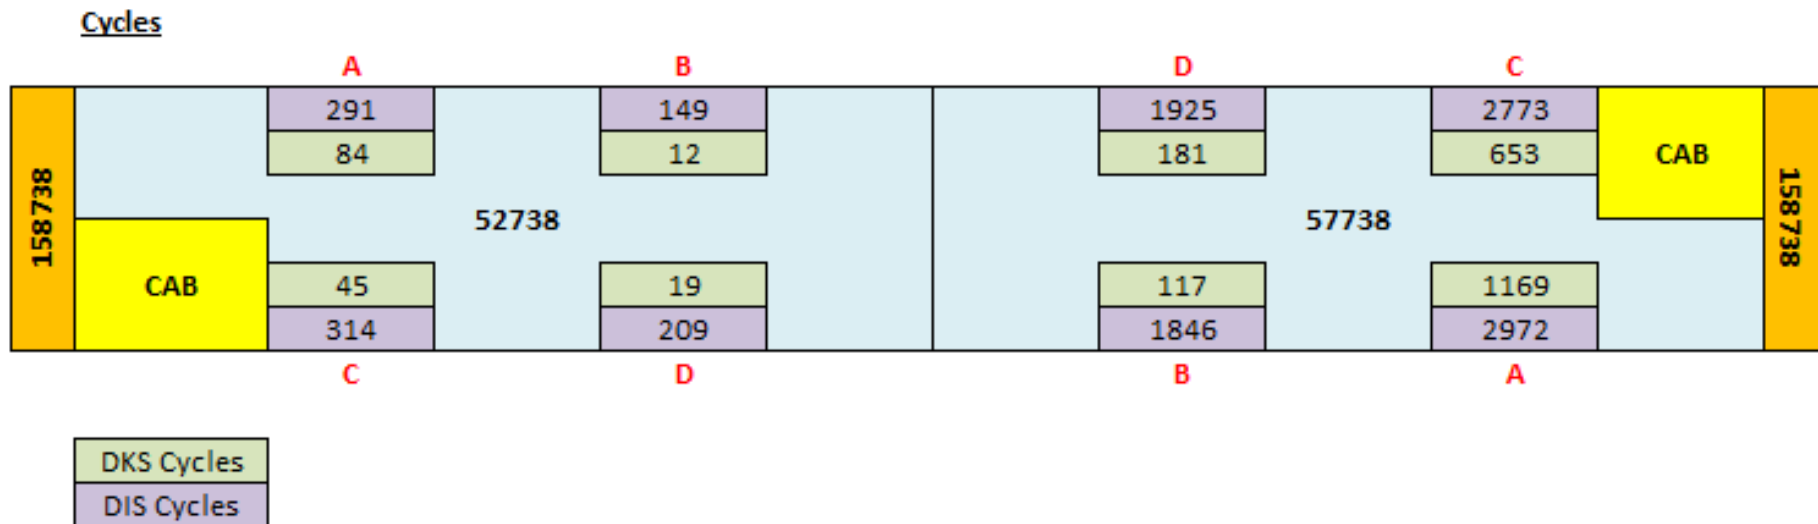 Cycles
A B D C
291 149 1925 2773
84 12 181 653 CAB
158738 52738 57738 158738
CAB 45 19 117 1169
314 209 1846 2972
C D B A
DKS Cycles
DIS Cycles